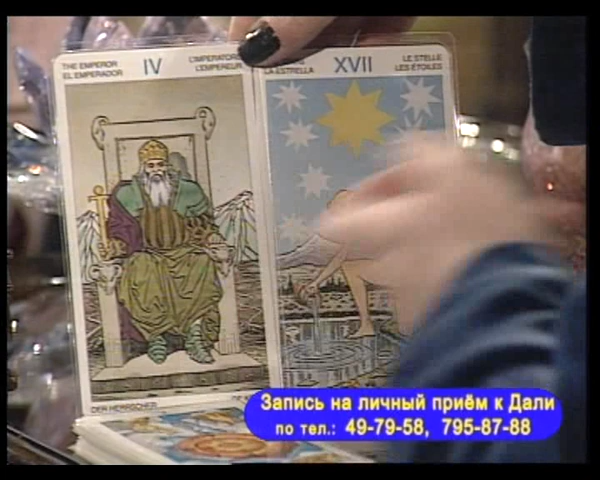 THE EMPEROR
EL EMPERADOR
IV
L'IMPERATORE
L'EMPEREUR
LA ESTRELLA
XVII
LE STELLE
LES ÉTOILES
DER HERRSCHER
Запись на личный приём к Дали
по тел.: 49-79-58, 795-87-88